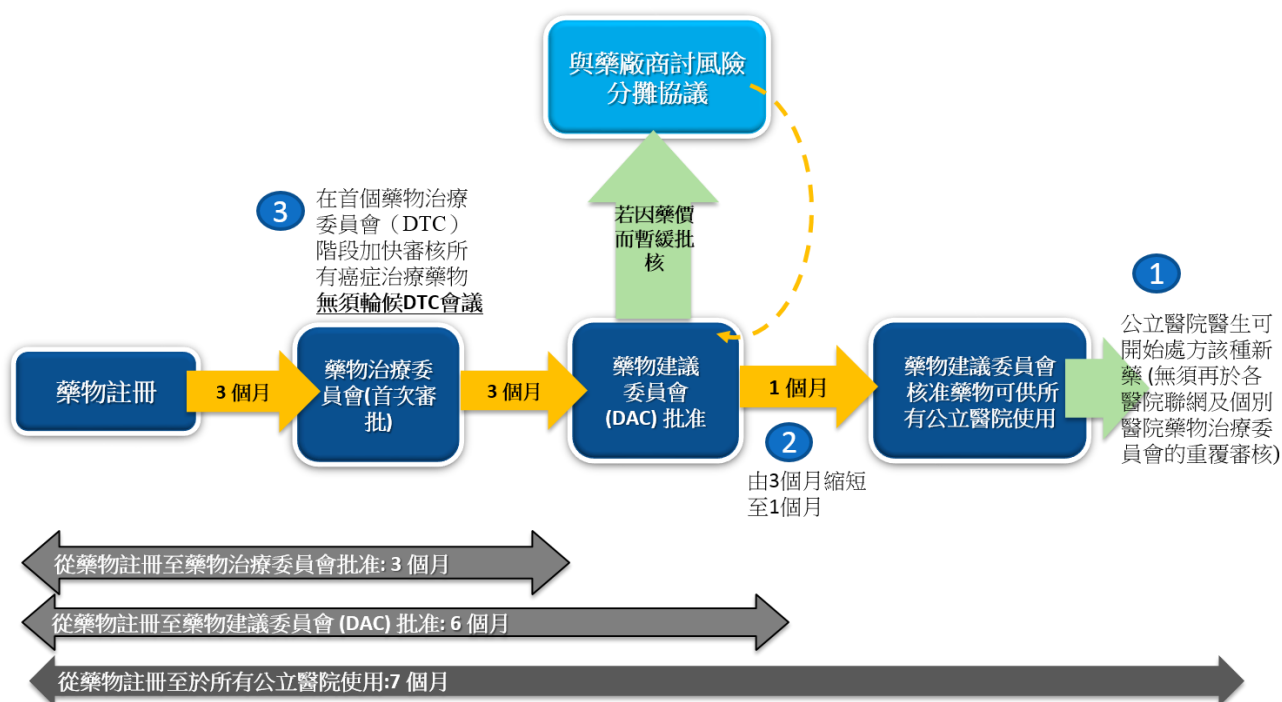 與藥廠商討風險
分攤協議
3
在首個藥物治療
委員會（DTC）
階段加快審核所
有癌症治療藥物
無須輪候DTC會議
若因藥價
而暫緩批
核
1
公立醫院醫生可
開始處方該種新
藥 (無須再於各
醫院聯網及個別
醫院藥物治療委
員會的重覆審核)
藥物註冊
3 個月
藥物治療委
員會(首次審
批)
3 個月
藥物建議
委員會
(DAC) 批准
1 個月
藥物建議委員會
核准藥物可供所
有公立醫院使用
2
由3個月縮短
至1個月
從藥物註冊至藥物治療委員會批准: 3 個月
從藥物註冊至藥物建議委員會 (DAC) 批准: 6 個月
從藥物註冊至於所有公立醫院使用:7 個月